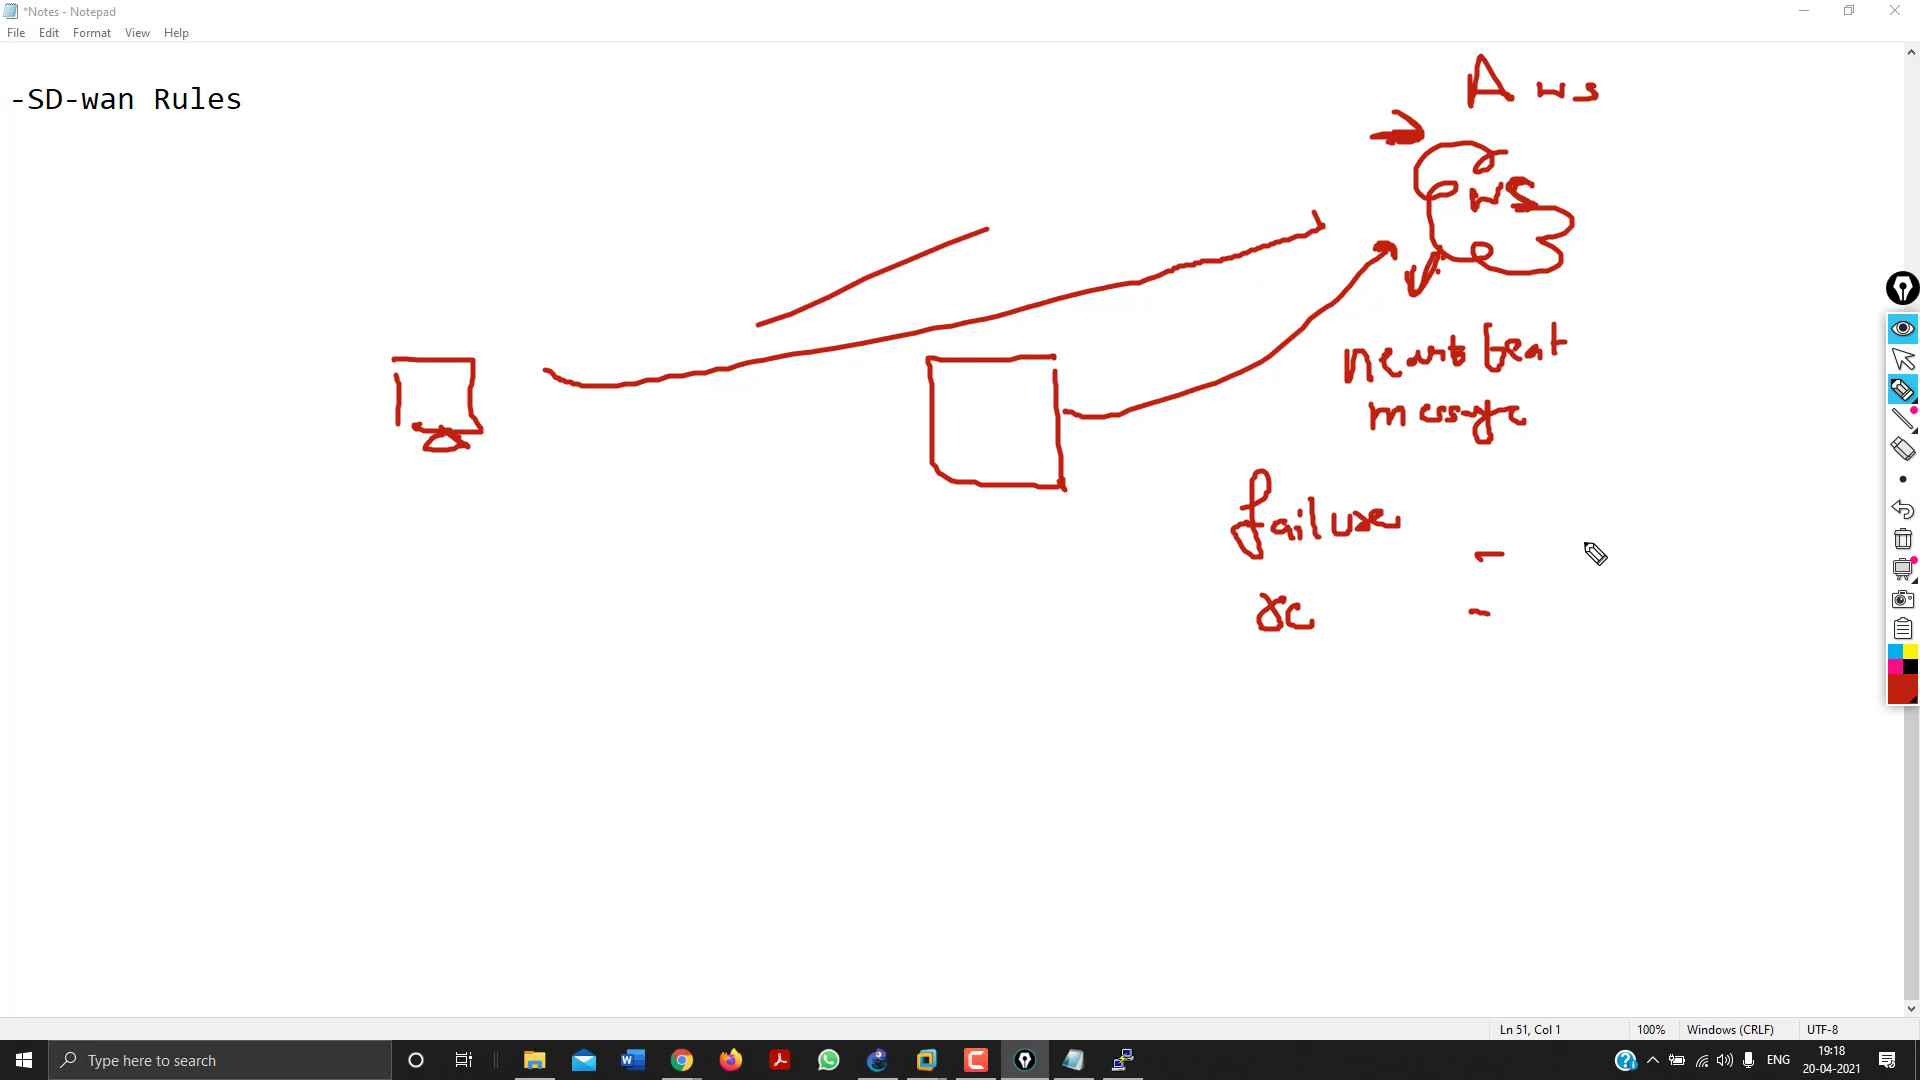 *Notes - Notepad
File Edit Format View Help
-SD-wan Rules
Aws
ws
heart beat
message
failure
Ln 51, Col 1 100% Windows (CRLF) UTF-8
Type here to search
ENG
19:18
20-04-2021